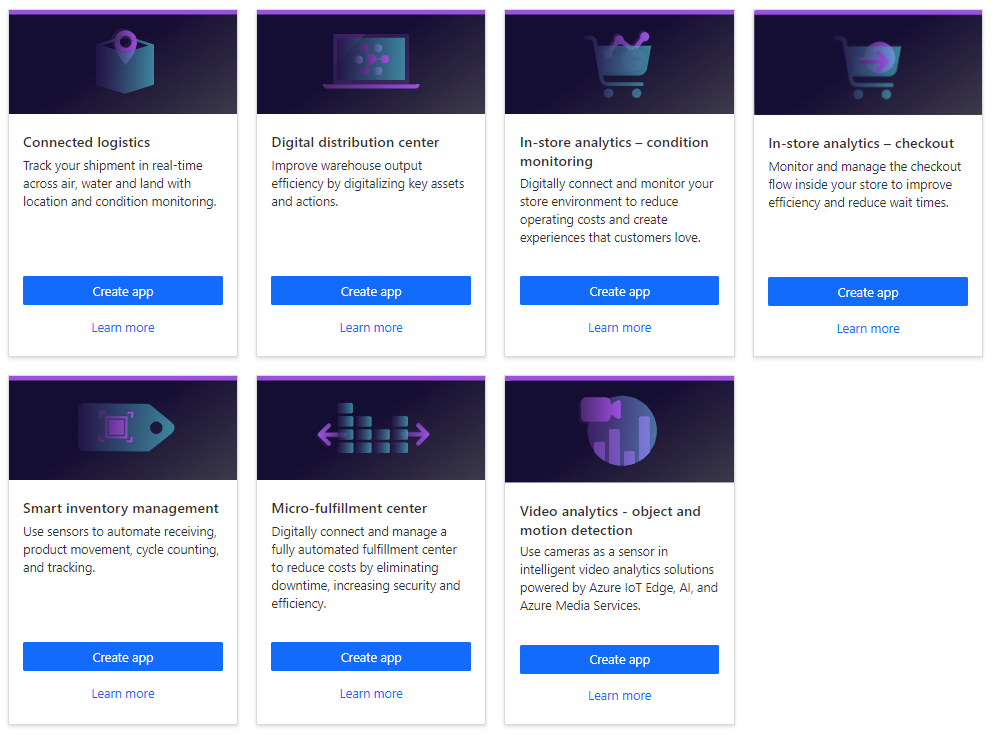 Connected logistics
Track your shipment in real-time
across air, water and land with
location and condition monitoring.
Create app
Learn more
Digital distribution center
Improve warehouse output
efficiency by digitalizing key assets
and actions.
Create app
Learn more
In-store analytics – condition
monitoring
Digitally connect and monitor your
store environment to reduce
operating costs and create
experiences that customers love.
Create app
Learn more
In-store analytics – checkout
Monitor and manage the checkout
flow inside your store to improve
efficiency and reduce wait times.
Create app
Learn more
Smart inventory management
Use sensors to automate receiving,
product movement, cycle counting,
and tracking.
Create app
Learn more
Micro-fulfillment center
Digitally connect and manage a
fully automated fulfillment center
to reduce costs by eliminating
downtime, increasing security and
efficiency.
Create app
Learn more
Video analytics - object and
motion detection
Use cameras as a sensor in
intelligent video analytics solutions
powered by Azure IoT Edge, AI, and
Azure Media Services.
Create app
Learn more